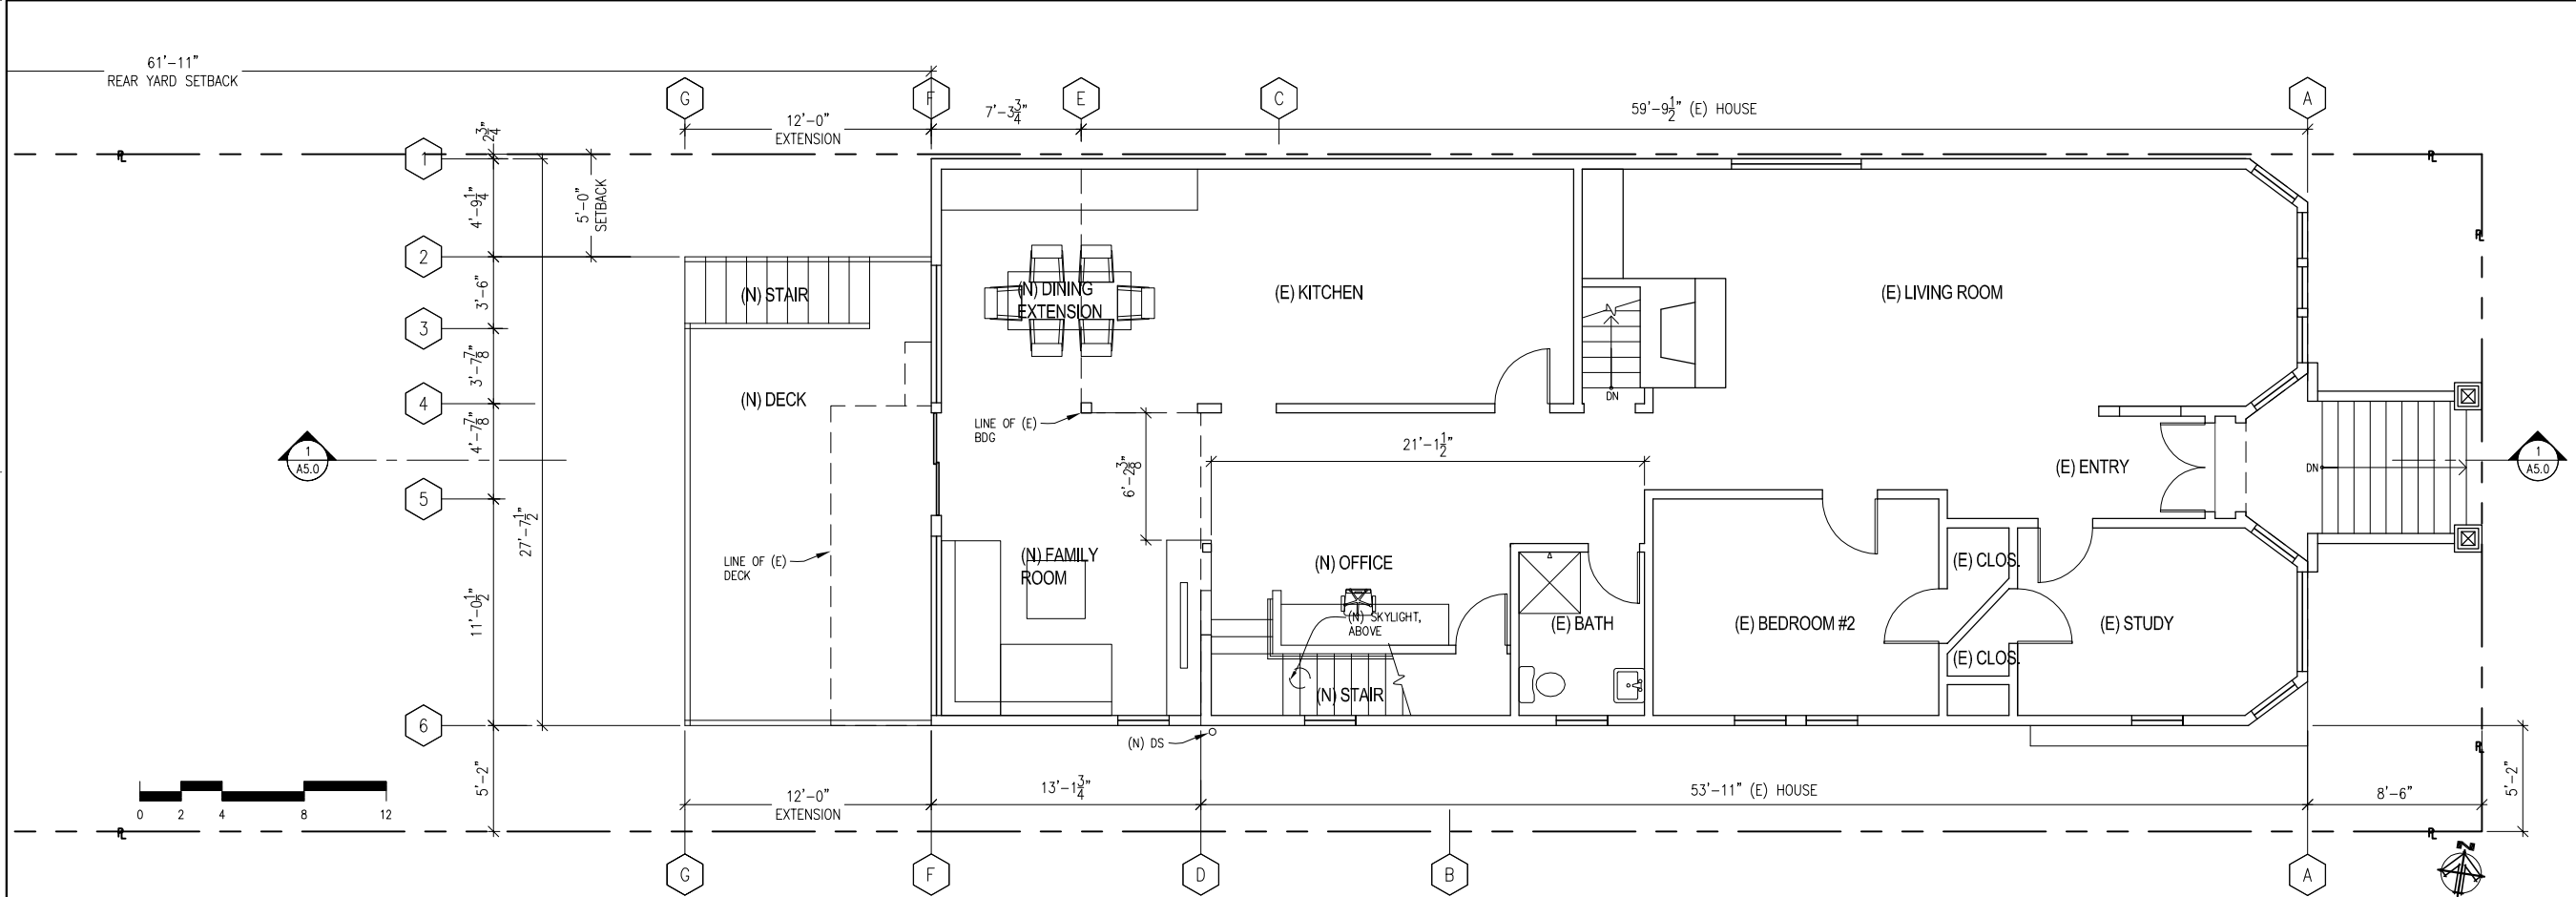 61'-11"
REAR YARD SETBACK
G
F
E
C
A
12'-0"
EXTENSION
7'-3 3/4"
59'-9 1/2" (E) HOUSE
2 3/4"
PL
PL
1
4'-9 1/4"
5'-0"
SETBACK
PL
2
3'-6"
(N) STAIR
(N) DINING
EXTENSION
(E) KITCHEN
(E) LIVING ROOM
3
3'-7 7/8"
(N) DECK
DN
4
4'-7 7/8"
LINE OF (E)
BDG
21'-1 1/2"
6'-2 3/8"
1
A5.0
(E) ENTRY
DN
1
A5.0
5
27'-7 1/2"
11'-0 1/2"
LINE OF (E)
DECK
(N) FAMILY
ROOM
(N) OFFICE
(E) CLOS.
(N) SKYLIGHT,
ABOVE
(E) BATH
(E) BEDROOM #2
(E) STUDY
(E) CLOS.
(N) STAIR
6
(N) DS
PL
5'-2"
5'-2"
0 2 4 8 12
12'-0"
EXTENSION
13'-1 3/4"
53'-11" (E) HOUSE
8'-6"
PL
PL
G
F
D
B
A
N